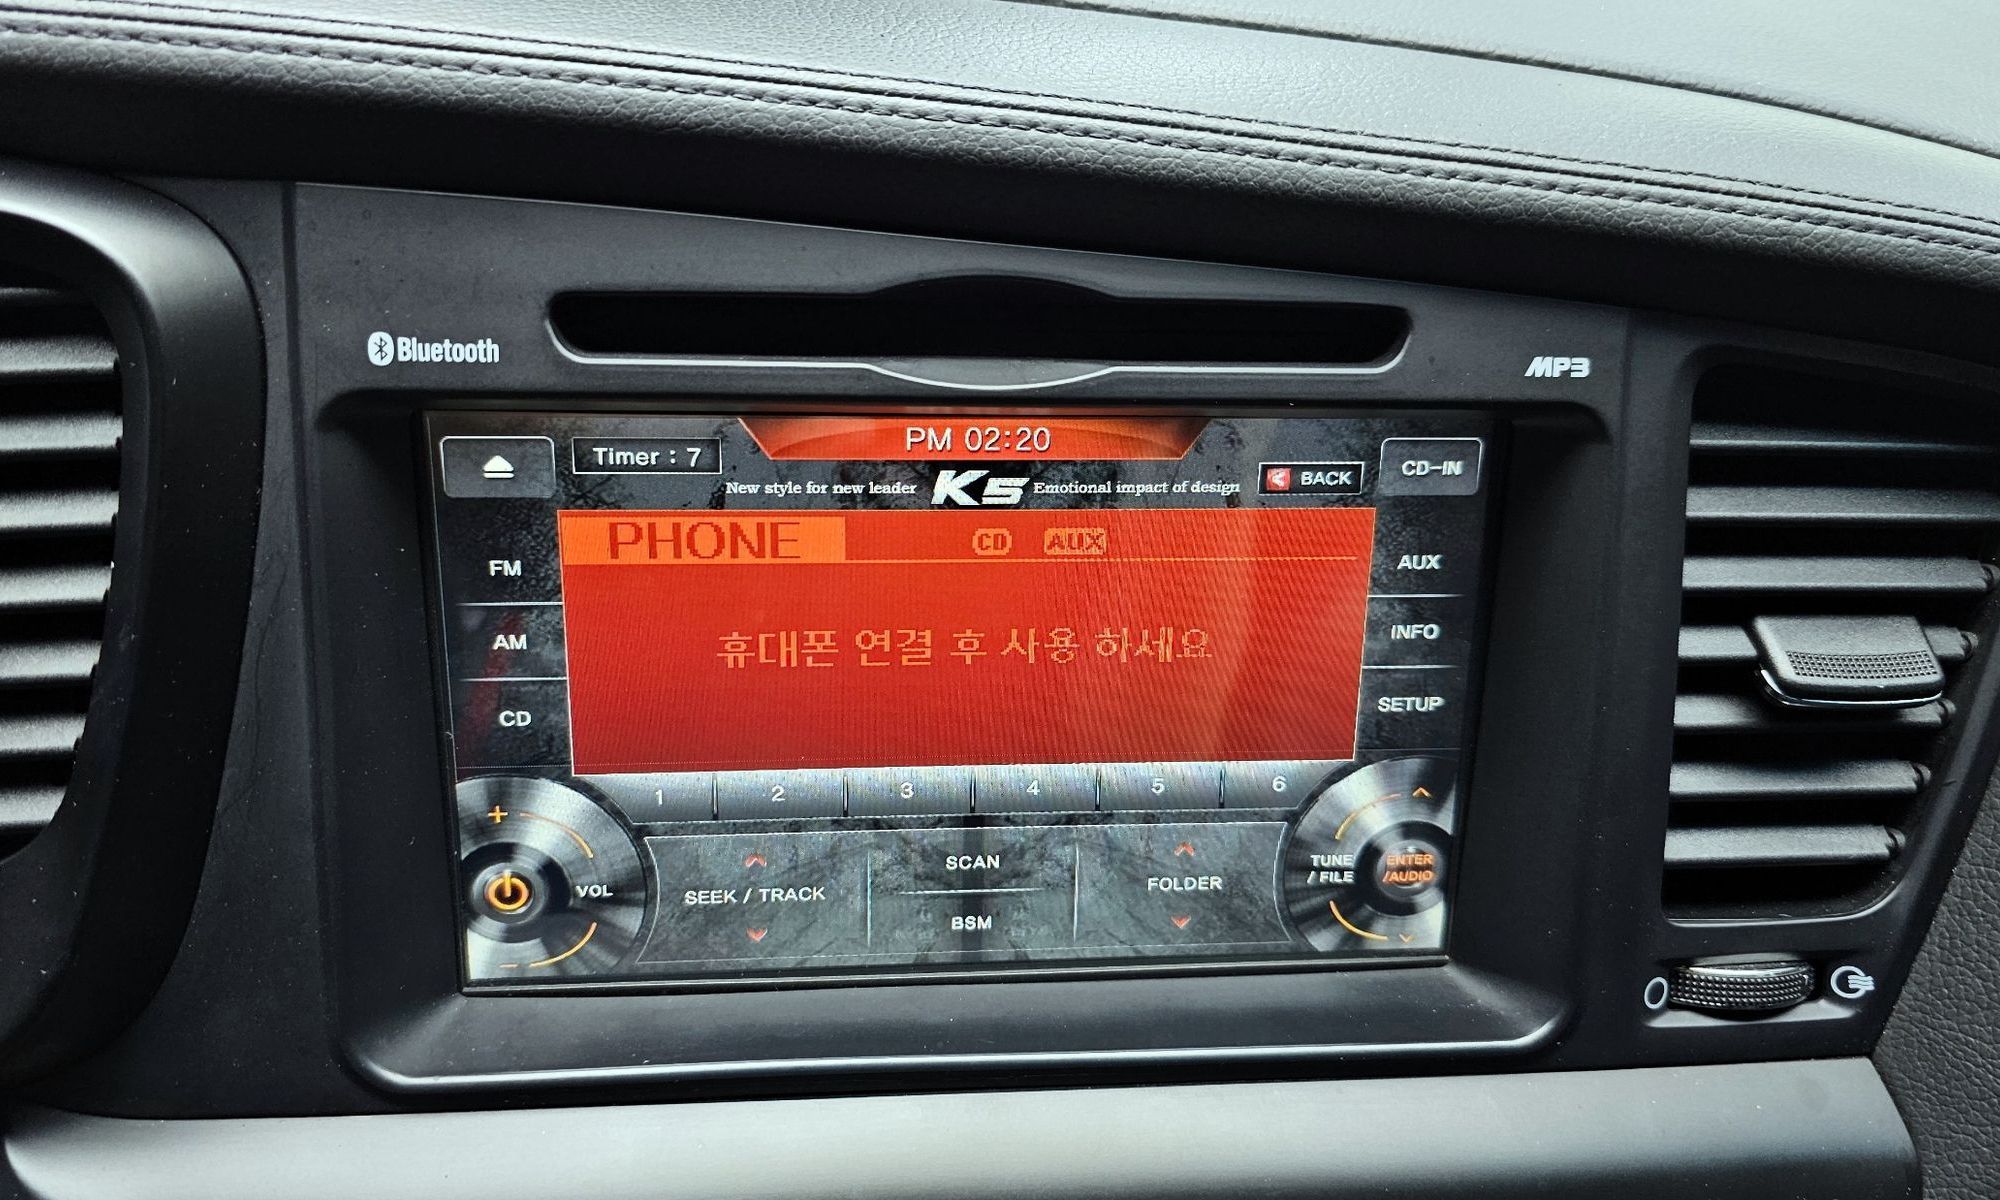 Bluetooth
MP3
PM 02:20
Timer : 7
CD-IN
New style for new leader K5 Emotional impact of design
BACK
PHONE CD AUX
FM
AUX
휴대폰 연결 후 사용 하세요
AM
INFO
CD
SETUP
1 2 3 4 5 6
VOL
SEEK / TRACK
SCAN
BSM
FOLDER
TUNE
/ FILE
ENTER
/AUDIO